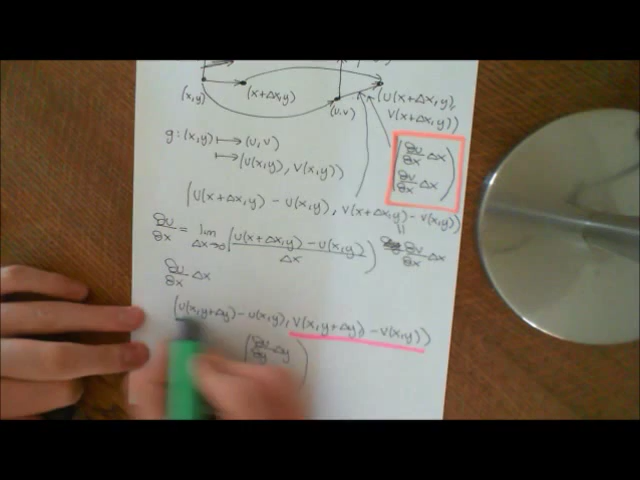 (x,y) (x+Δx,y) (u,v) (U(x+Δx,y),
V(x+Δx,y))
g:(x,y) ↦ (u,v)
↦ (U(x,y), V(x,y))
(∂U/∂x Δx
∂V/∂x Δx)
(U(x+Δx,y) - U(x,y), V(x+Δx,y) - V(x,y))
∂U/∂x = lim Δx→0 (U(x+Δx,y) - U(x,y) / Δx) ∂V/∂x Δx
∂U/∂x Δx
(U(x,y+Δy) - U(x,y), V(x,y+Δy) - V(x,y))
(∂U/∂y Δy )